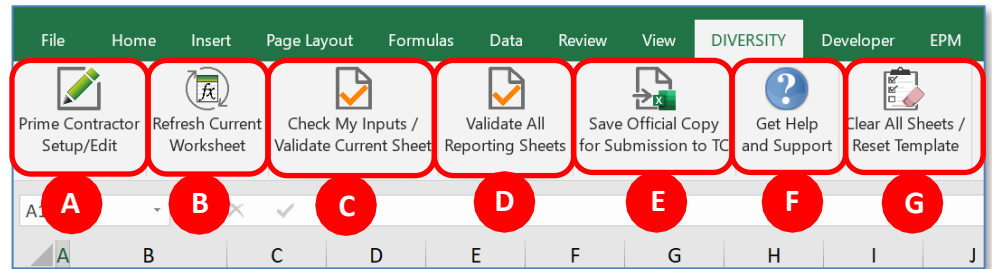 File Home Insert Page Layout Formulas Data Review View DIVERSITY Developer EPM
Prime Contractor Setup/Edit
Refresh Current Worksheet
Check My Inputs / Validate Current Sheet
Validate All Reporting Sheets
Save Official Copy for Submission to TC
Get Help and Support
Clear All Sheets / Reset Template
A B C D E F G
A B C D E F G H I J